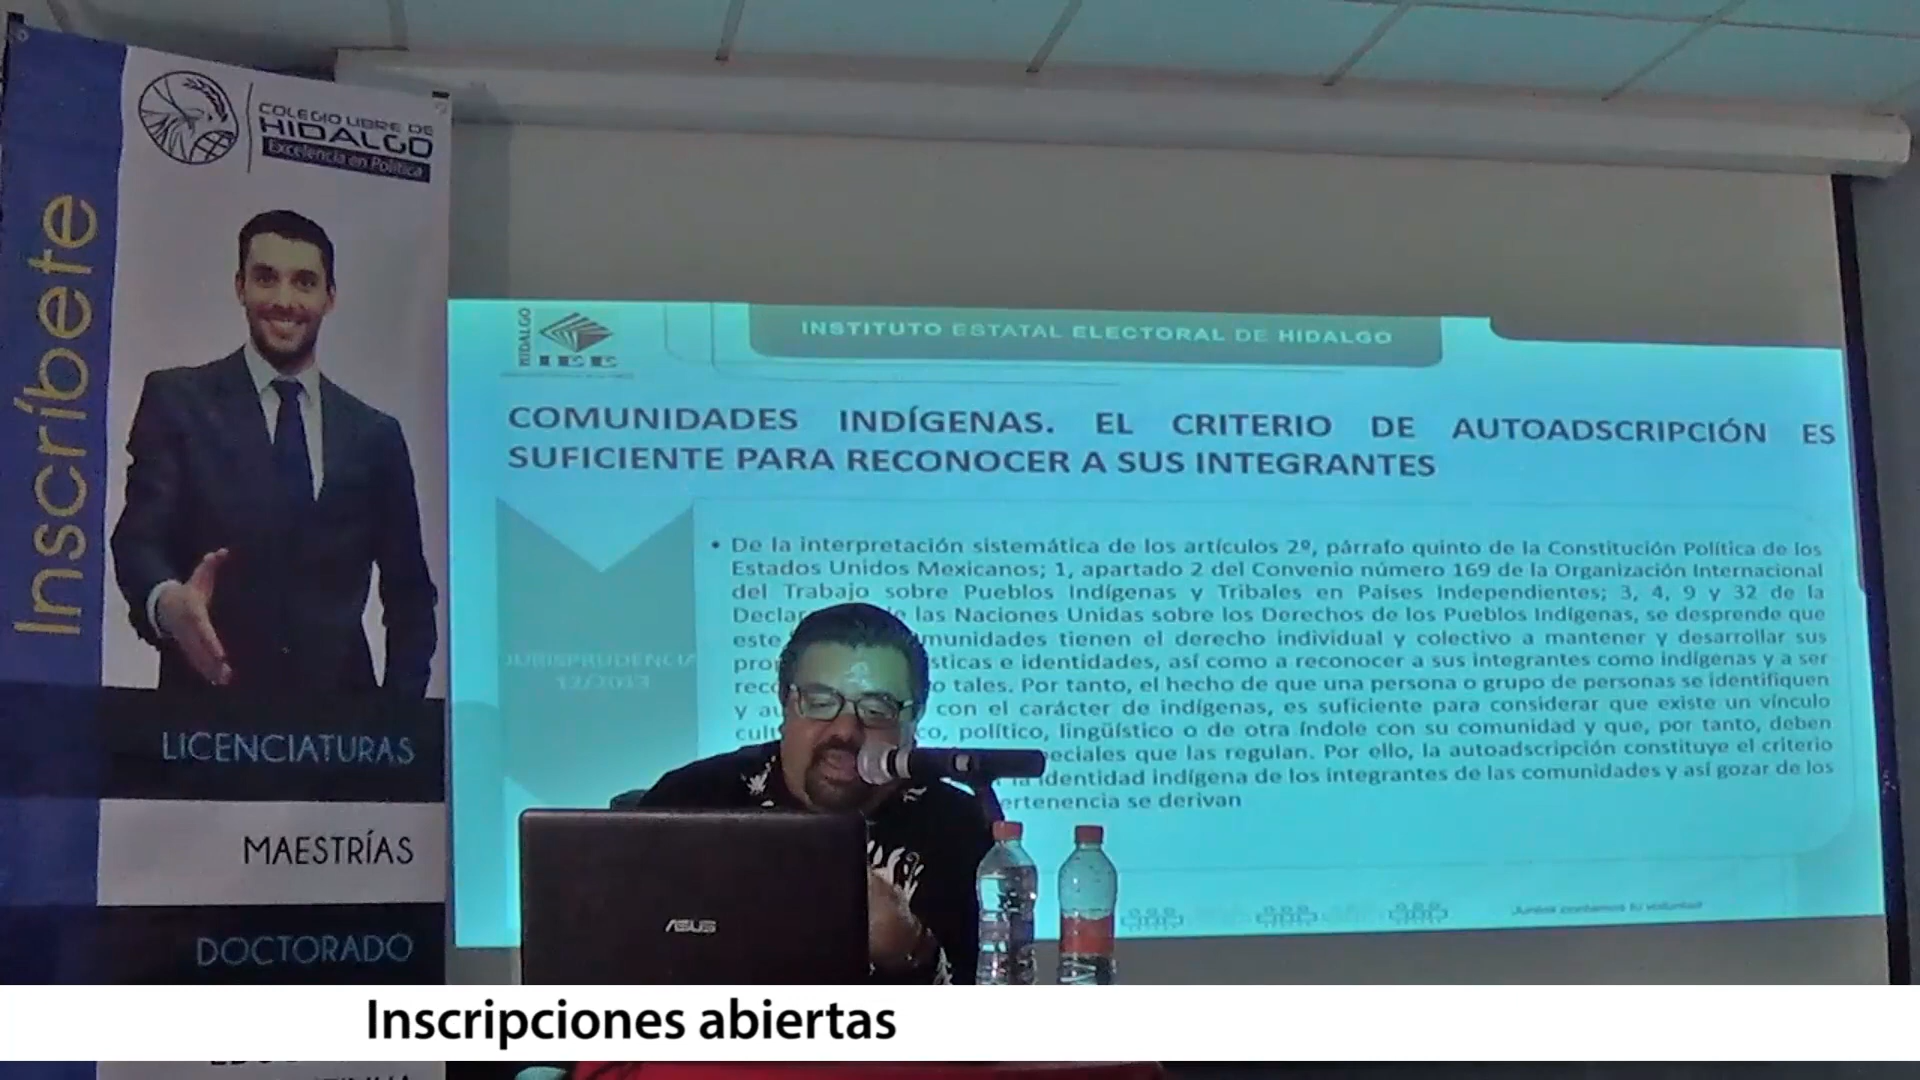 Inscríbete
COLEGIO LIBRE DE
HIDALGO
Excelencia en Política
LICENCIATURAS
MAESTRÍAS
DOCTORADO
HIDALGO
IEE
INSTITUTO ESTATAL ELECTORAL DE HIDALGO
COMUNIDADES INDÍGENAS. EL CRITERIO DE AUTOADSCRIPCIÓN ES
SUFICIENTE PARA RECONOCER A SUS INTEGRANTES
JURISPRUDENCIA
12/2013
• De la interpretación sistemática de los artículos 2º, párrafo quinto de la Constitución Política de los
Estados Unidos Mexicanos; 1, apartado 2 del Convenio número 169 de la Organización Internacional
del Trabajo sobre Pueblos Indígenas y Tribales en Países Independientes; 3, 4, 9 y 32 de la
las Naciones Unidas sobre los Derechos de los Pueblos Indígenas, se desprende que
este tienen el derecho individual y colectivo a mantener y desarrollar sus
e identidades, así como a reconocer a sus integrantes como indígenas y a ser
tales. Por tanto, el hecho de que una persona o grupo de personas se identifiquen
y con el carácter de indígenas, es suficiente para considerar que existe un vínculo
político, lingüístico o de otra índole con su comunidad y que, por tanto, deben
que las regulan. Por ello, la autoadscripción constituye el criterio
identidad indígena de los integrantes de las comunidades y así gozar de los
se derivan
ASUS
Inscripciones abiertas